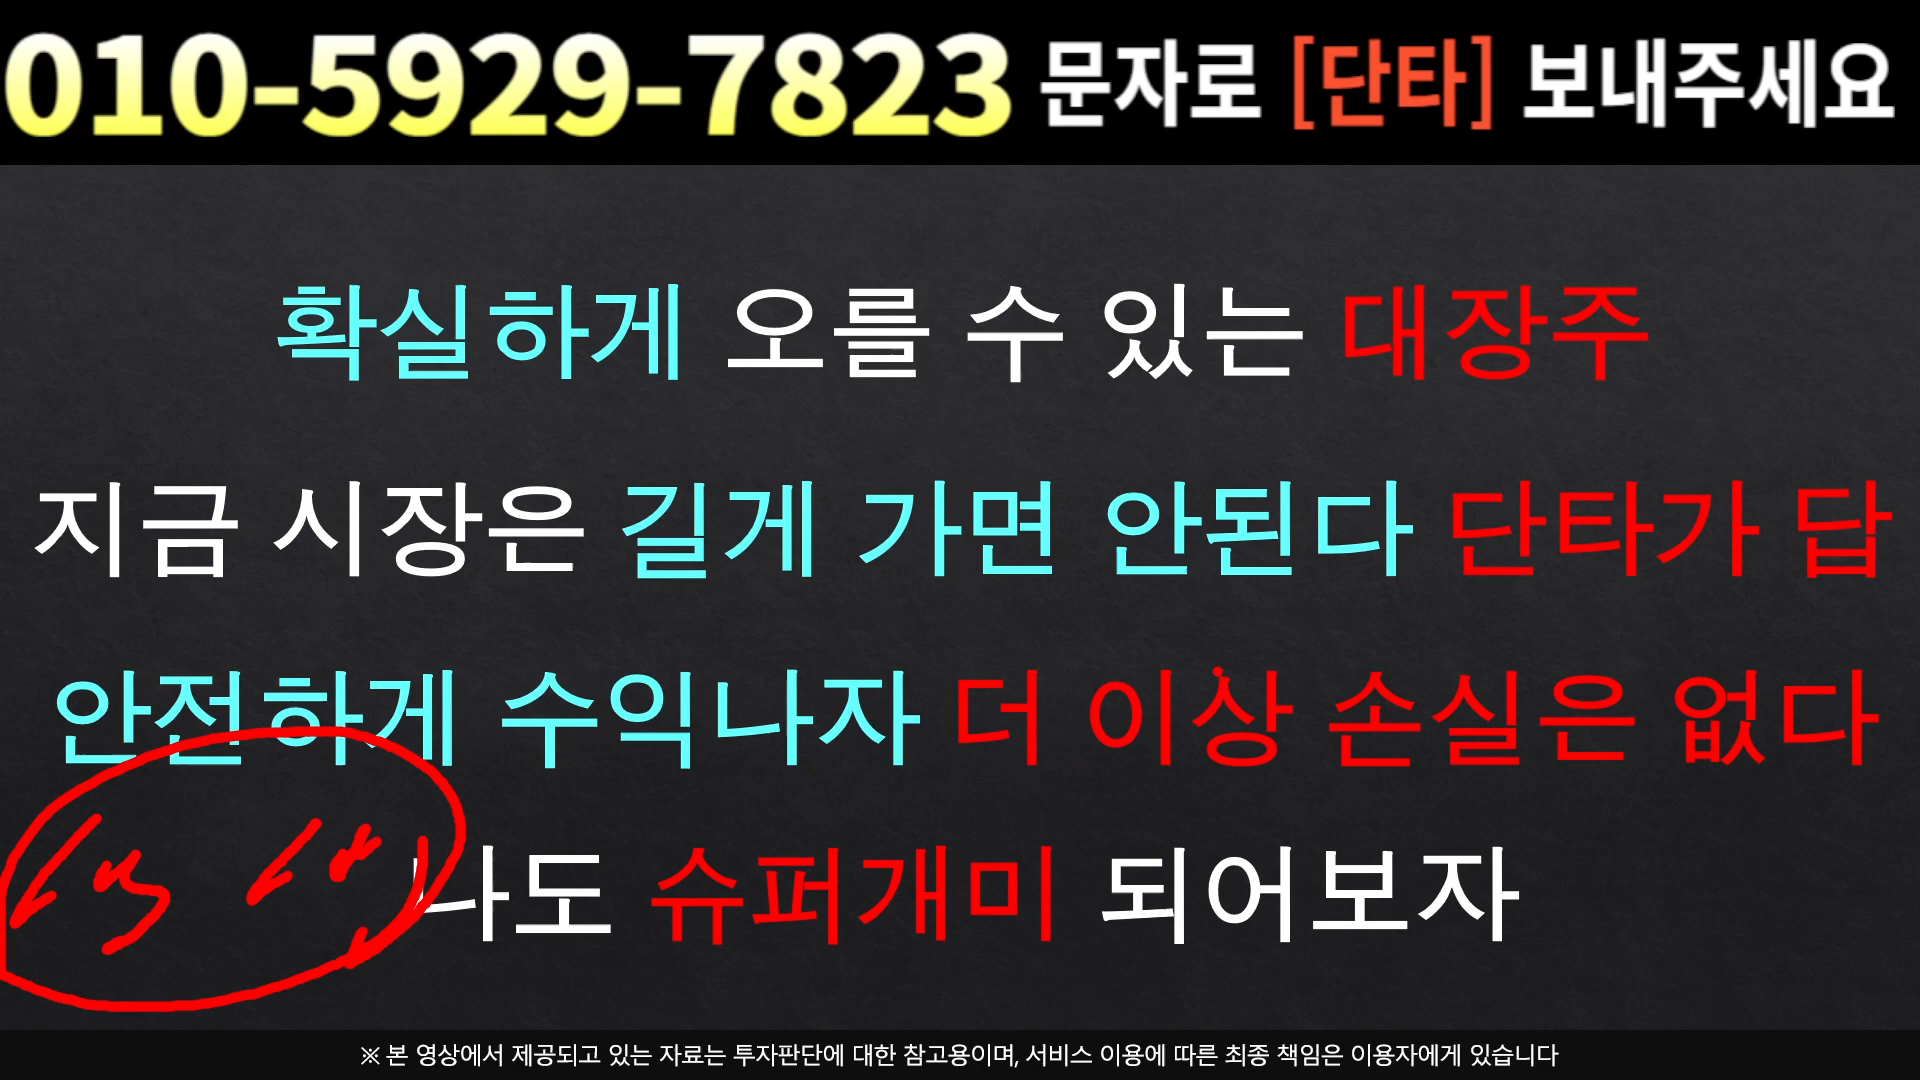 010-5929-7823 문자로 [단타] 보내주세요
확실하게 오를 수 있는 대장주
지금 시장은 길게 가면 안된다 단타가 답
안전하게 수익나자 더 이상 손실은 없다
나도 슈퍼개미 되어보자
※ 본 영상에서 제공되고 있는 자료는 투자판단에 대한 참고용이며, 서비스 이용에 따른 최종 책임은 이용자에게 있습니다